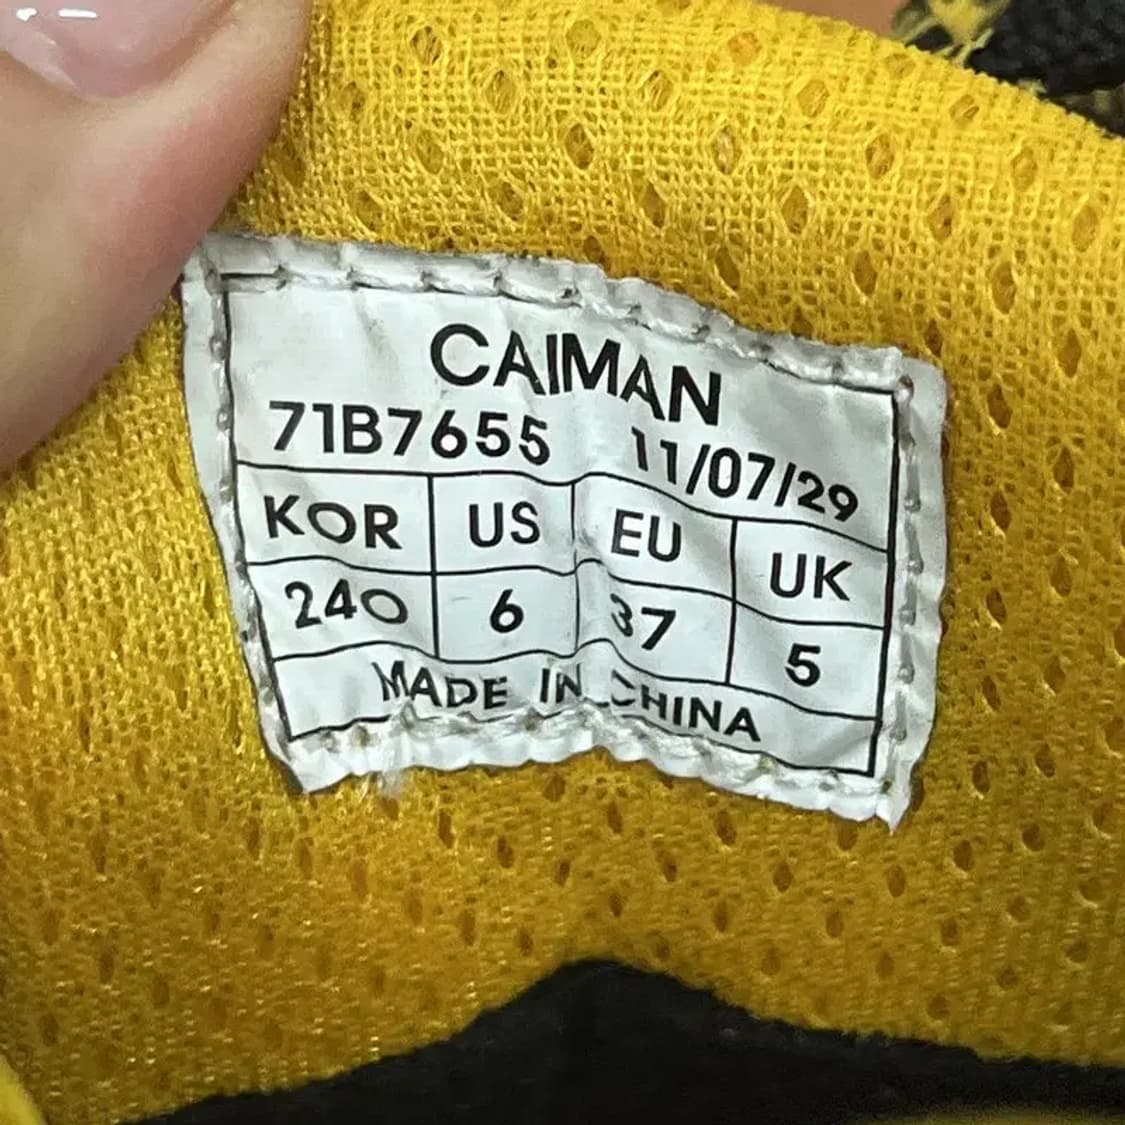 CAIMAN
71B7655 11/07/29
KOR US EU UK
240 6 37 5
MADE IN CHINA